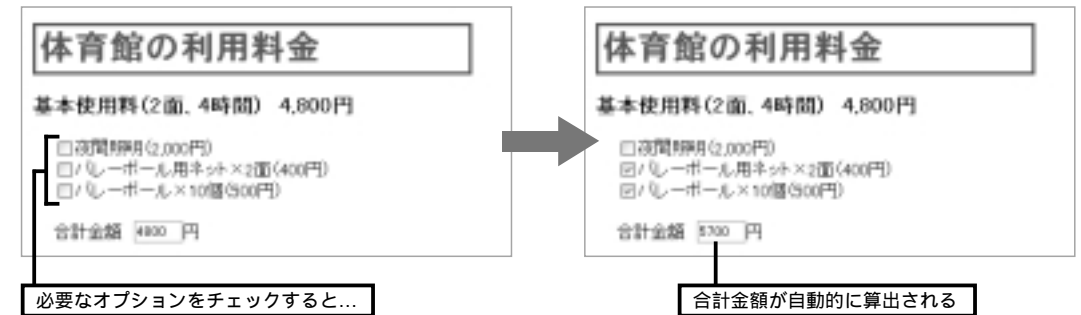 体育館の利用料金
基本使用料(2面、4時間) 4,800円
□夜間照明(2,000円)
□バレーボール用ネット×2面(400円)
□バレーボール×10個(500円)
合計金額 4800 円
必要なオプションをチェックすると…
体育館の利用料金
基本使用料(2面、4時間) 4,800円
□夜間照明(2,000円)
☑バレーボール用ネット×2面(400円)
☑バレーボール×10個(500円)
合計金額 5700 円
合計金額が自動的に算出される